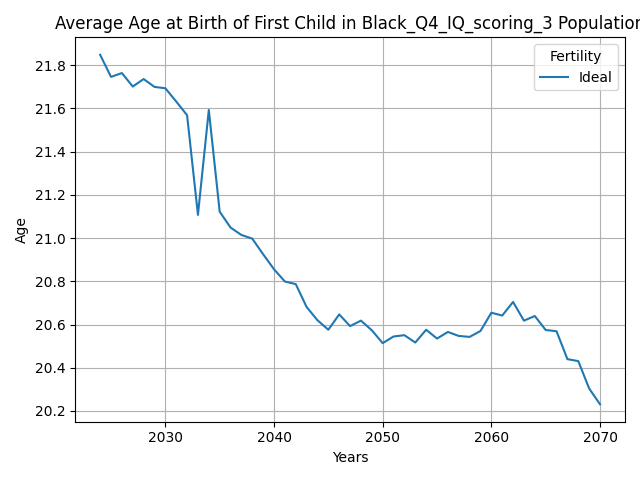 Average Age at Birth of First Child in Black_Q4_IQ_scoring_3 Population
Fertility
Ideal
21.8
21.6
21.4
21.2
21.0
20.8
20.6
20.4
20.2
Age
2030
2040
2050
2060
2070
Years